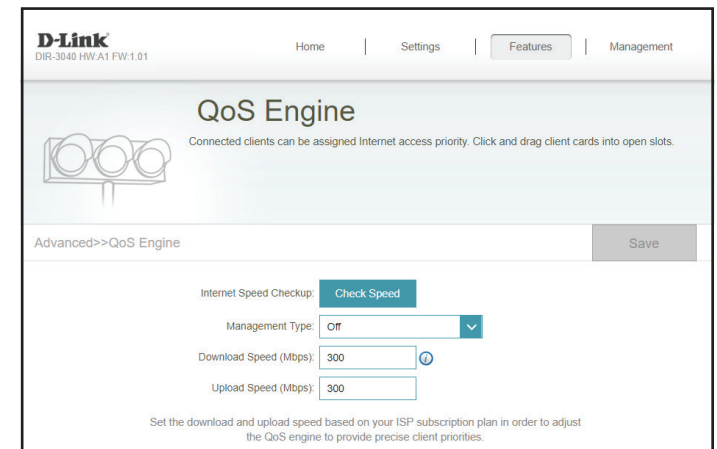 D-Link
DIR-3040 HW:A1 FW:1.01
Home | Settings | Features | Management
QoS Engine
Connected clients can be assigned Internet access priority. Click and drag client cards into open slots.
Advanced>>QoS Engine
Save
Internet Speed Checkup: Check Speed
Management Type: Off
Download Speed (Mbps): 300 i
Upload Speed (Mbps): 300
Set the download and upload speed based on your ISP subscription plan in order to adjust
the QoS engine to provide precise client priorities.